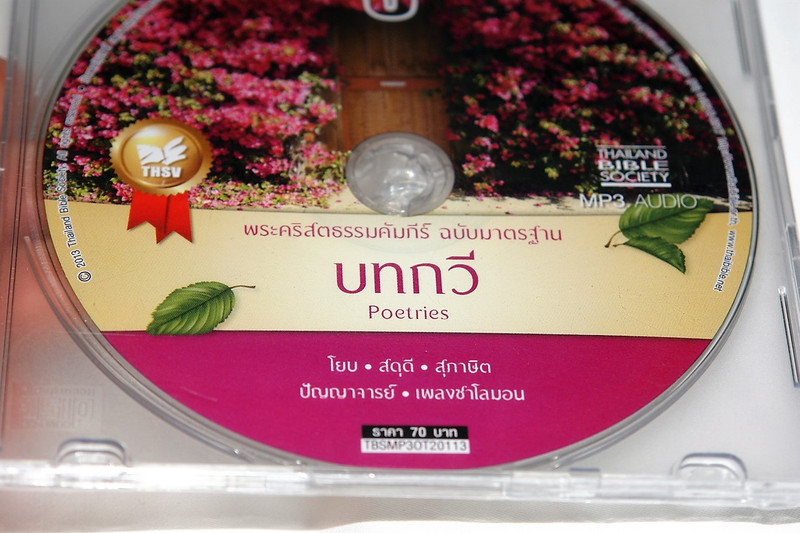 THSV
THAILAND
BIBLE
SOCIETY
MP3 AUDIO
พระคริสตธรรมคัมภีร์ ฉบับมาตรฐาน
บทกวี
Poetries
โยบ • สดุดี • สุภาษิต
ปัญญาจารย์ • เพลงซาโลมอน
ราคา 70 บาท
TBSMP3OT20113
© 2013 Thailand Bible Society. All rights
www.thaibible.net